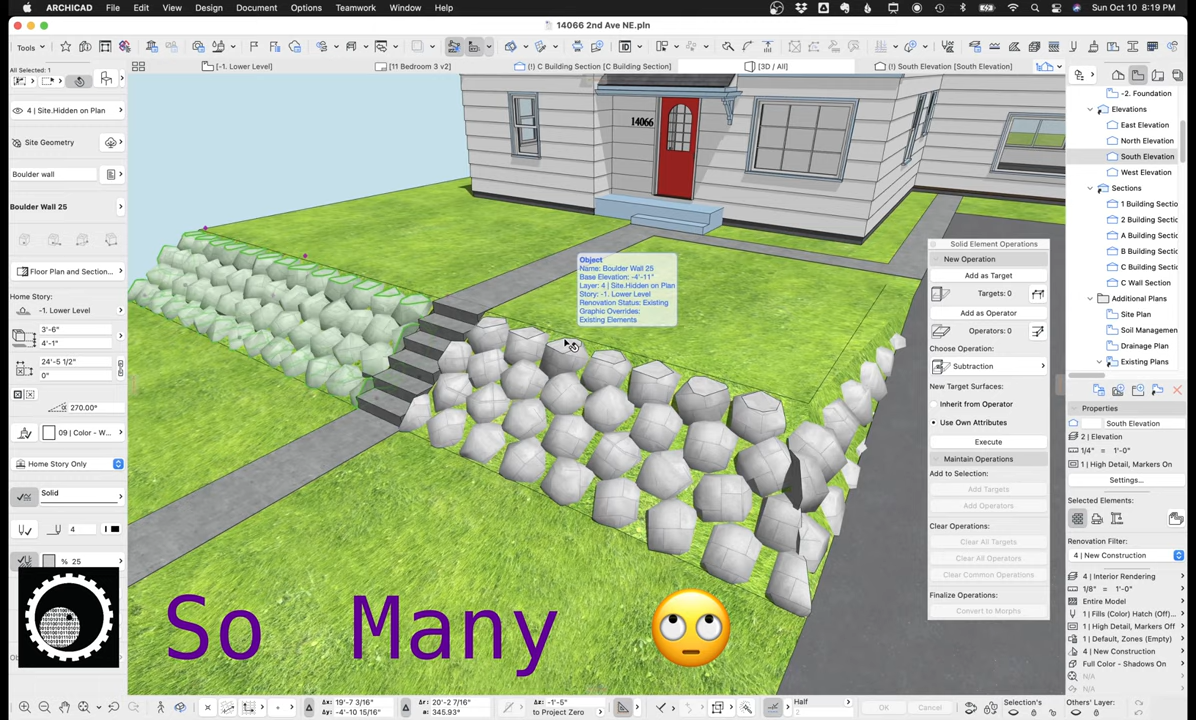 ARCHICAD File Edit View Design Document Options Teamwork Window Help Sun Oct 10 8:19 PM
14066 2nd Ave NE.pln
Tools
[-1. Lower Level] [11 Bedroom 3 v2] (!) C Building Section [C Building Section] [3D / All] (!) South Elevation [South Elevation]
All Selected: 1
4 | Site.Hidden on Plan
Site Geometry
Boulder wall
Boulder Wall 25
Floor Plan and Section...
Home Story:
-1. Lower Level
3'-6"
4'-1"
24'-5 1/2"
0"
270.00°
09 | Color - W...
Home Story Only
Solid
4
% 25
14066
Object
Name: Boulder Wall 25
Base Elevation: -4'-11"
Layer: 4 | Site.Hidden on Plan
Story: -1. Lower Level
Renovation Status: Existing
Graphic Overrides:
Existing Elements
Solid Element Operations
New Operation
Add as Target
Targets: 0
Add as Operator
Operators: 0
Choose Operation:
Subtraction
New Target Surfaces:
Inherit from Operator
Use Own Attributes
Execute
Maintain Operations
Add to Selection:
Add Targets
Add Operators
Clear Operations:
Clear All Targets
Clear All Operations
Clear Common Operations
Finalize Operations:
Convert to Morphs
-2. Foundation
Elevations
East Elevation
North Elevation
South Elevation
West Elevation
Sections
1 Building Sectio
2 Building Sectic
A Building Sectic
B Building Sectic
C Building Sectic
C Wall Section
Additional Plans
Site Plan
Soil Managemen
Drainage Plan
Existing Plans
Properties
South Elevation
2 | Elevation
1/4" = 1'-0"
1 | High Detail, Markers On
Settings...
Selected Elements:
Renovation Filter:
4 | New Construction
4 | Interior Rendering
1/8" = 1'-0"
Entire Model
1 | Fills (Color) Hatch (Of)...
1 | High Detail, Markers Off
1 | Default, Zones (Empty)
4 | New Construction
Full Color - Shadows On
N/A
N/A
So Many
Δx: 19'-7 3/16"
Δy: -4'-10 15/16"
Δr: 20'-2 7/16"
a: 345.93°
Δz: -1'-5"
to Project Zero
Half
2
OK
Cancel
Selection's
Others' Layer: